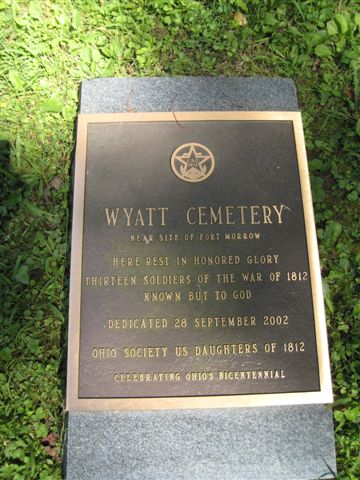 WYATT CEMETERY
NEAR SITE OF FORT MORROW
HERE REST IN HONORED GLORY
THIRTEEN SOLDIERS OF THE WAR OF 1812
KNOWN BUT TO GOD
DEDICATED 28 SEPTEMBER 2002
OHIO SOCIETY US DAUGHTERS OF 1812
CELEBRATING OHIO'S BICENTENNIAL